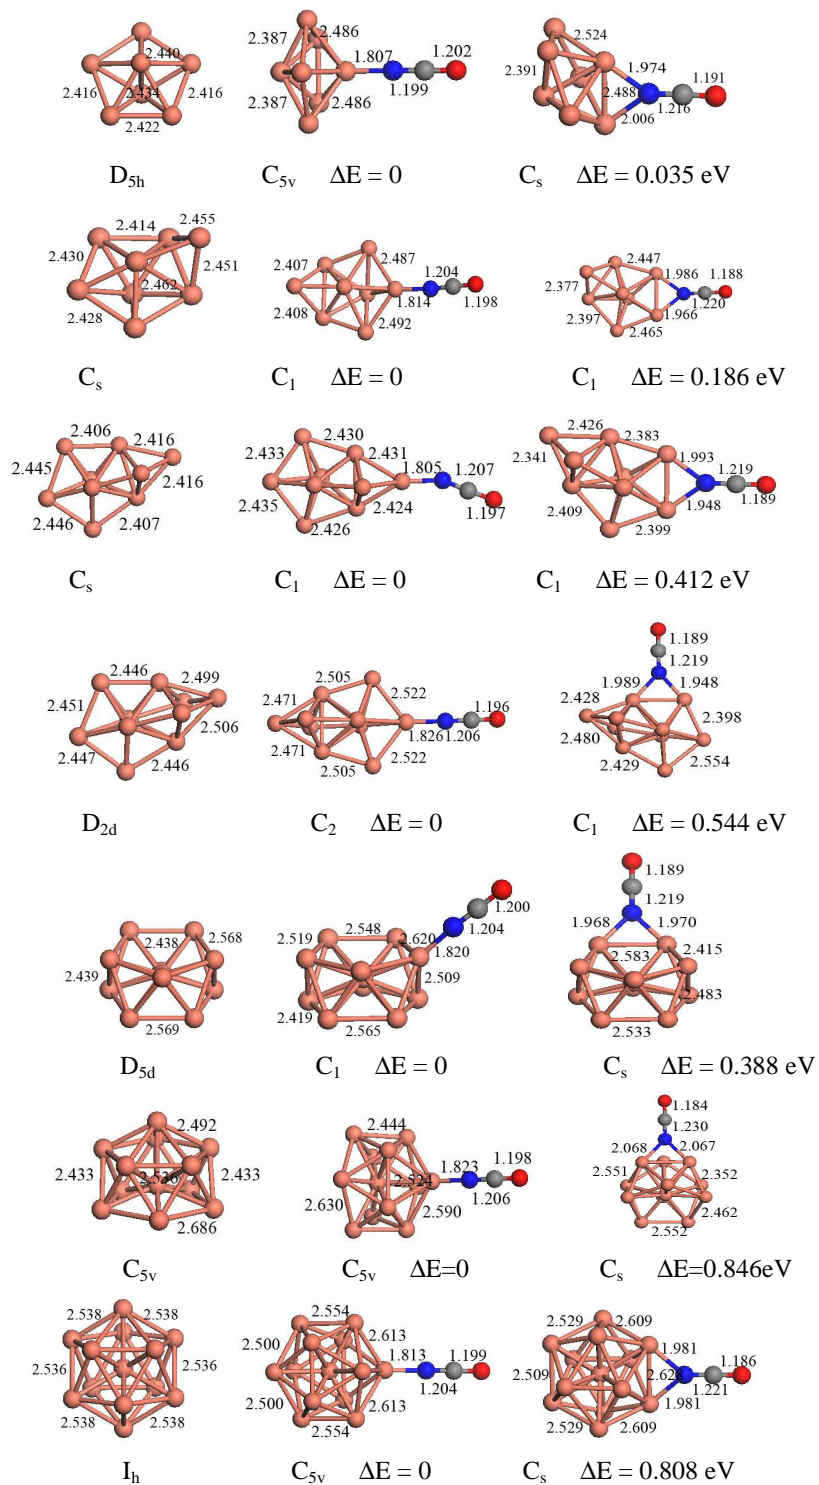 2.440 2.416 2.434 2.416 2.422
2.387 2.486 1.807 1.202 1.199 2.387 2.486
2.524 1.974 1.191 2.391 2.488 1.216 2.006
D5h C5v ΔE = 0 Cs ΔE = 0.035 eV
2.455 2.414 2.430 2.451 2.462 2.428
2.487 2.407 1.204 1.814 1.198 2.408 2.492
2.447 1.986 1.188 2.377 1.220 2.397 1.966 2.465
Cs C1 ΔE = 0 C1 ΔE = 0.186 eV
2.406 2.416 2.445 2.416 2.446 2.407
2.430 2.433 2.431 1.805 1.207 2.435 2.424 1.197 2.426
2.426 2.383 1.993 2.341 1.219 1.189 2.409 1.948 2.399
Cs C1 ΔE = 0 C1 ΔE = 0.412 eV
2.446 2.499 2.451 2.506 2.447 2.446
2.505 2.471 2.522 1.196 1.826 1.206 2.471 2.522 2.505
1.189 1.219 1.989 1.948 2.428 2.398 2.480 2.429 2.554
D2d C2 ΔE = 0 C1 ΔE = 0.544 eV
2.438 2.568 2.439 2.569
2.548 2.620 1.200 1.204 2.519 1.820 2.509 2.419 2.565
1.189 1.219 1.968 1.970 2.583 2.415 2.483 2.533
D5d C1 ΔE = 0 Cs ΔE = 0.388 eV
2.492 2.433 2.433 2.686
2.444 1.823 1.198 2.524 1.206 2.630 2.590
1.184 1.230 2.068 2.067 2.551 2.352 2.462 2.552
C5v C5v ΔE=0 Cs ΔE=0.846eV
2.538 2.538 2.536 2.536 2.538 2.538
2.554 2.613 2.500 1.813 1.199 1.204 2.500 2.613 2.554
2.529 2.609 1.981 1.186 2.509 1.221 1.981 2.529 2.609
Ih C5v ΔE = 0 Cs ΔE = 0.808 eV